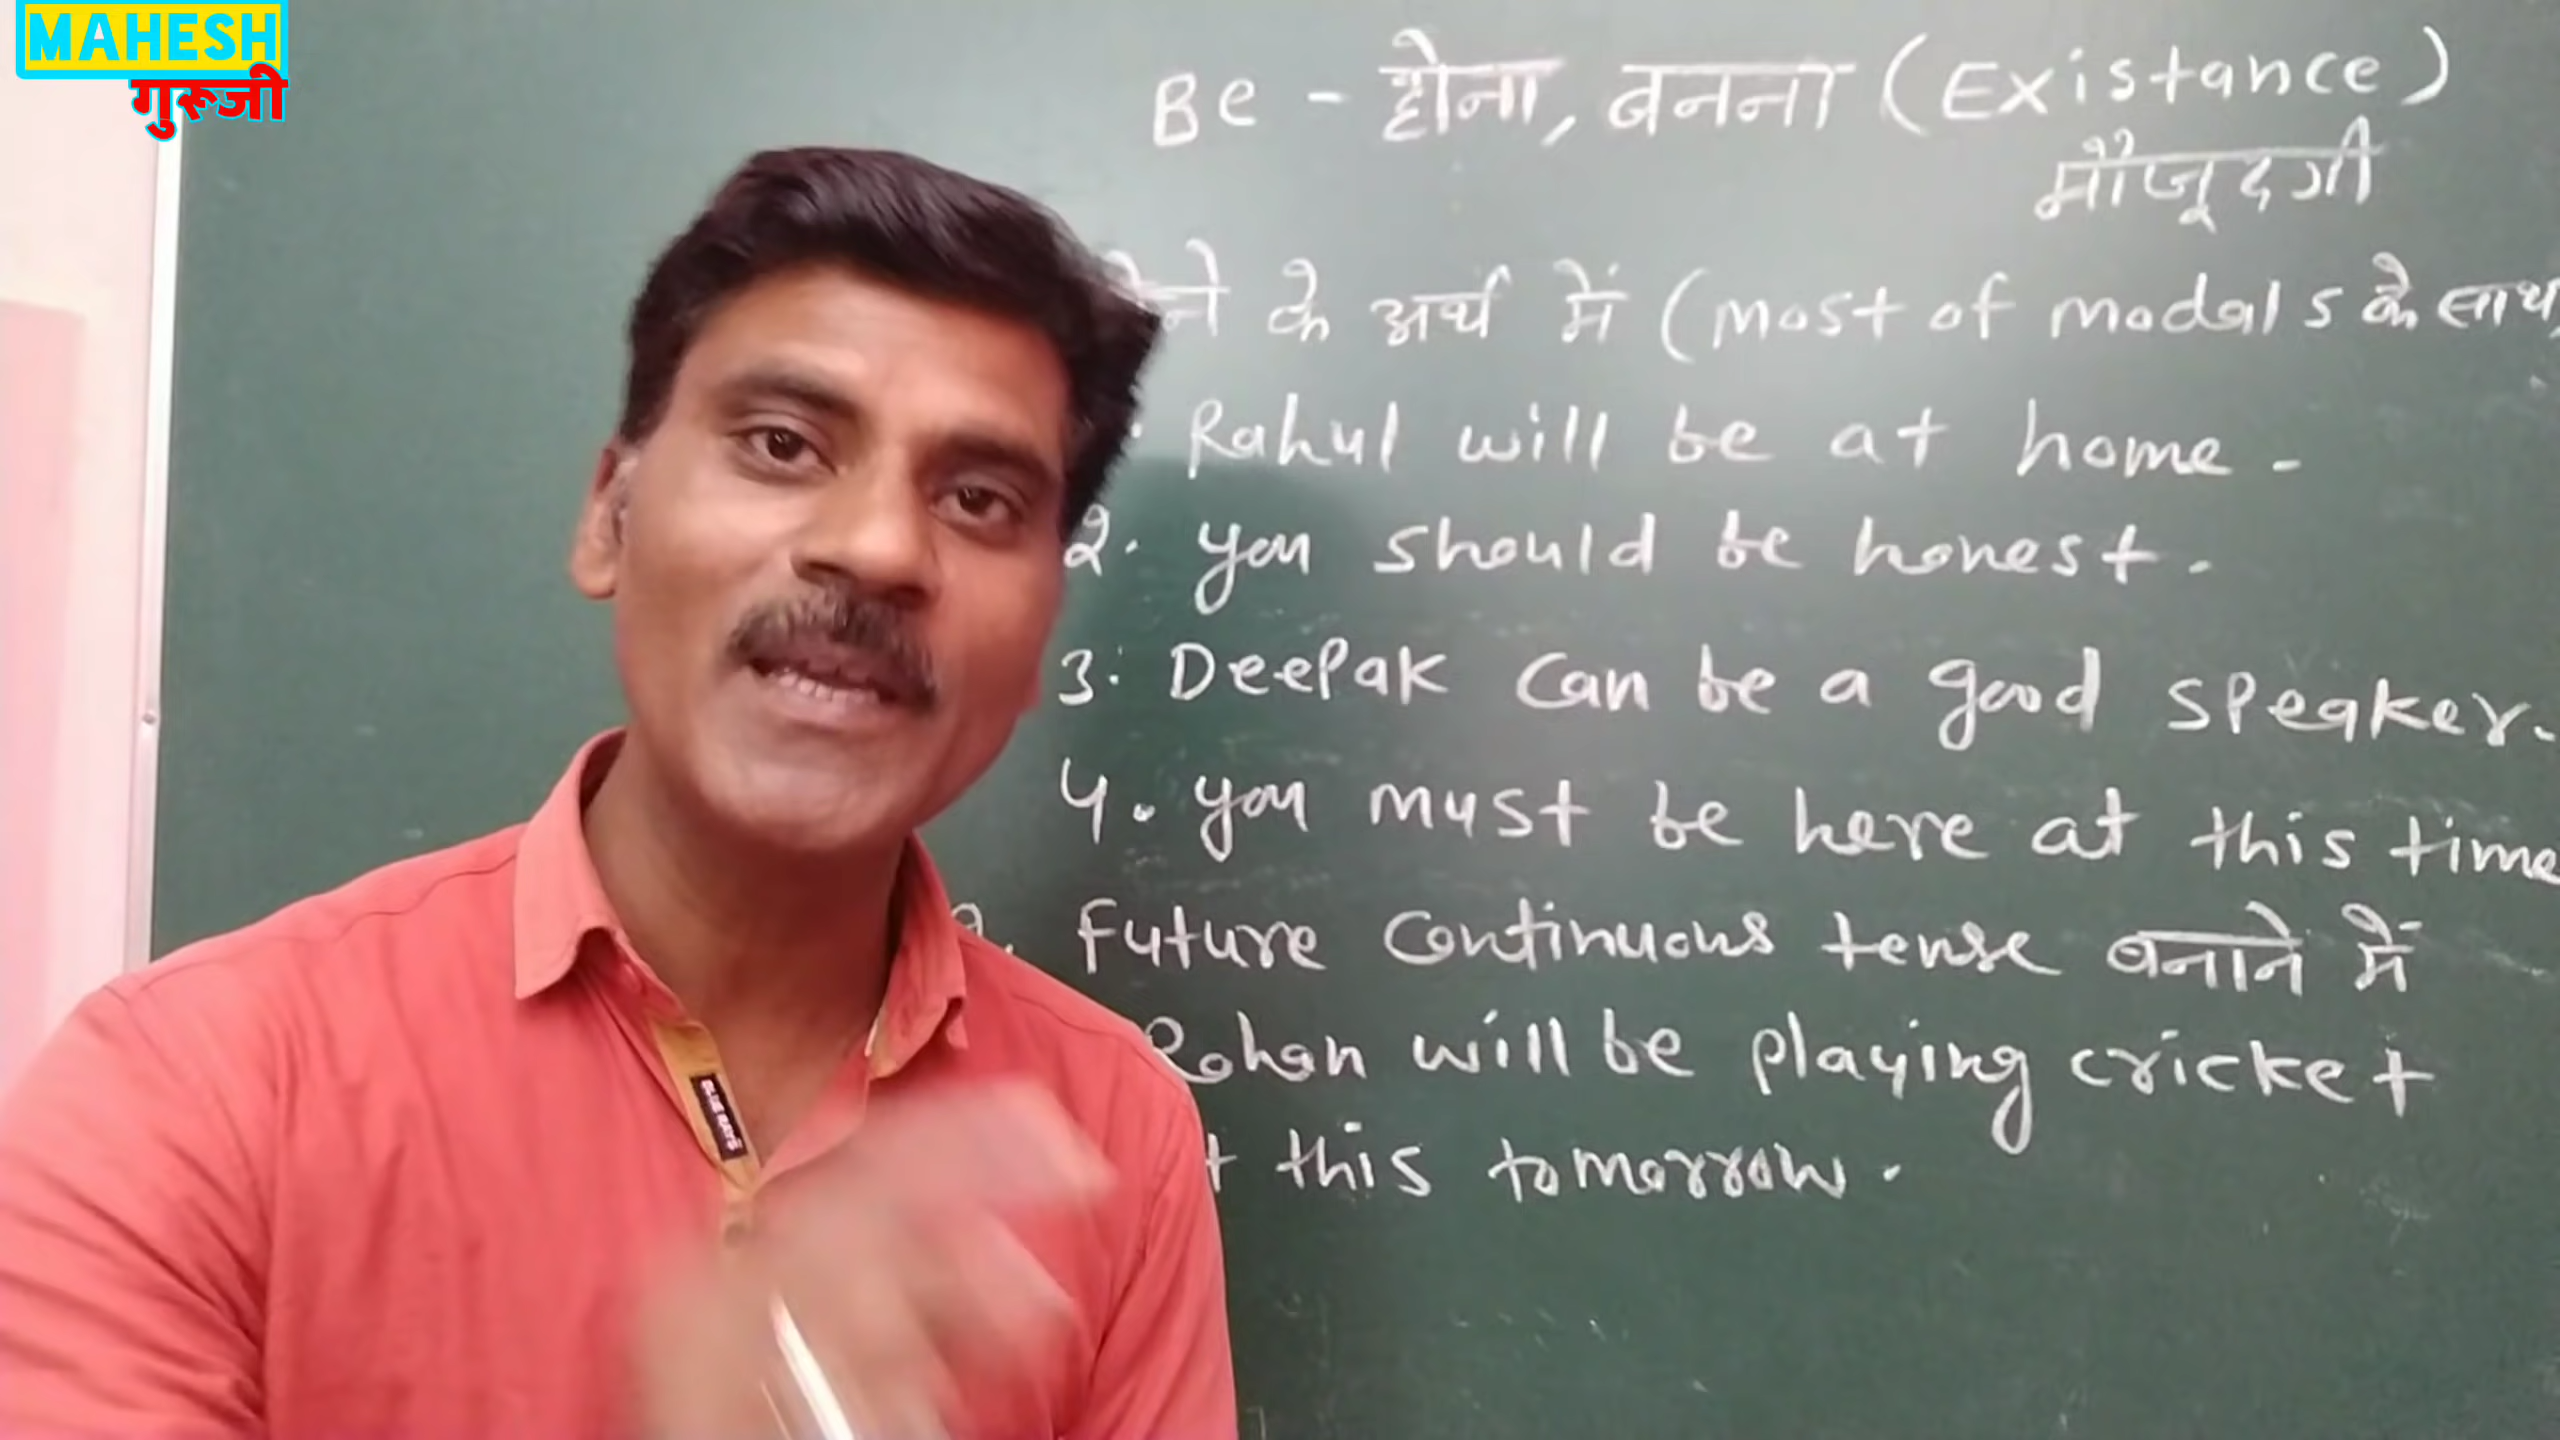 MAHESH
गुरूजी
Be - होना, बनना (Existance)
मौजूदगी
के अर्थ में (most of modals के साथ)
Rahul will be at home -
2. you should be honest.
3. Deepak can be a good speaker.
4. you must be here at this time
2. Future continuous tense बनाने में
Rohan will be playing cricket
this tomorrow.